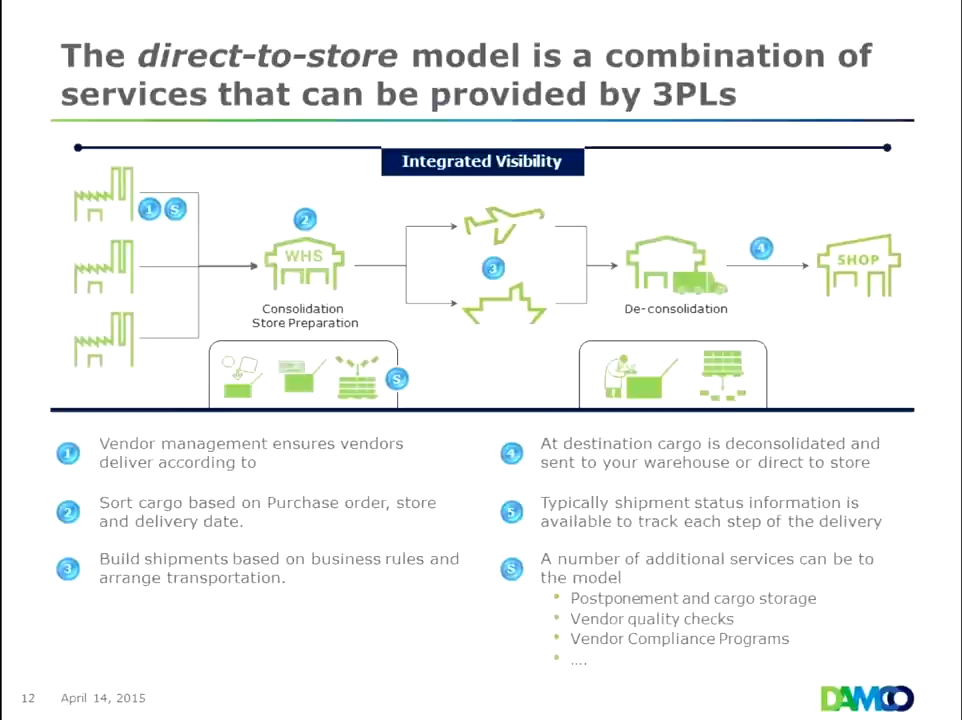 The direct-to-store model is a combination of
services that can be provided by 3PLs
Integrated Visibility
1 S
2
WHS
3
4
SHOP
Consolidation
Store Preparation
De-consolidation
S
1 Vendor management ensures vendors
deliver according to
2 Sort cargo based on Purchase order, store
and delivery date.
3 Build shipments based on business rules and
arrange transportation.
4 At destination cargo is deconsolidated and
sent to your warehouse or direct to store
5 Typically shipment status information is
available to track each step of the delivery
S A number of additional services can be to
the model
• Postponement and cargo storage
• Vendor quality checks
• Vendor Compliance Programs
• ....
12 April 14, 2015
DAMCO